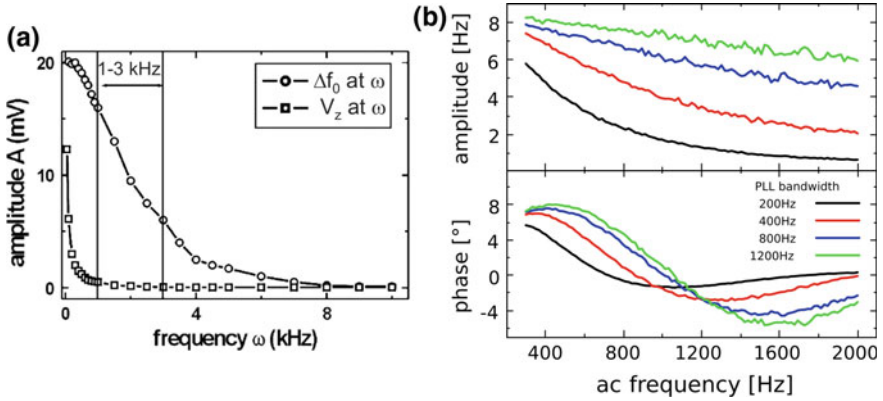 (a)
20
10
0
amplitude A (mV)
1-3 kHz
Δf₀ at ω
V_z at ω
0 4 8
frequency ω (kHz)
(b)
8
6
4
2
amplitude [Hz]
8
4
0
-4
phase [°]
PLL bandwidth
200Hz
400Hz
800Hz
1200Hz
400 800 1200 1600 2000
ac frequency [Hz]